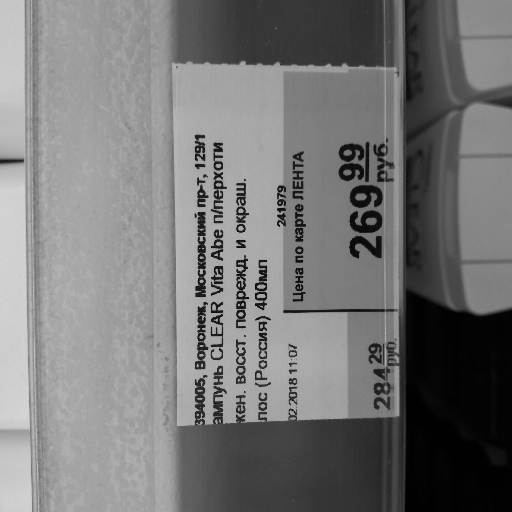 394005, Воронеж, Московский пр-т, 129/1
ампунь CLEAR Vita Abe п/перхоти
жен. восст. поврежд. и окраш.
лос (Россия) 400мл
241979
02.2018 11:07
Цена по карте ЛЕНТА
269 99
руб.
284 29
руб.